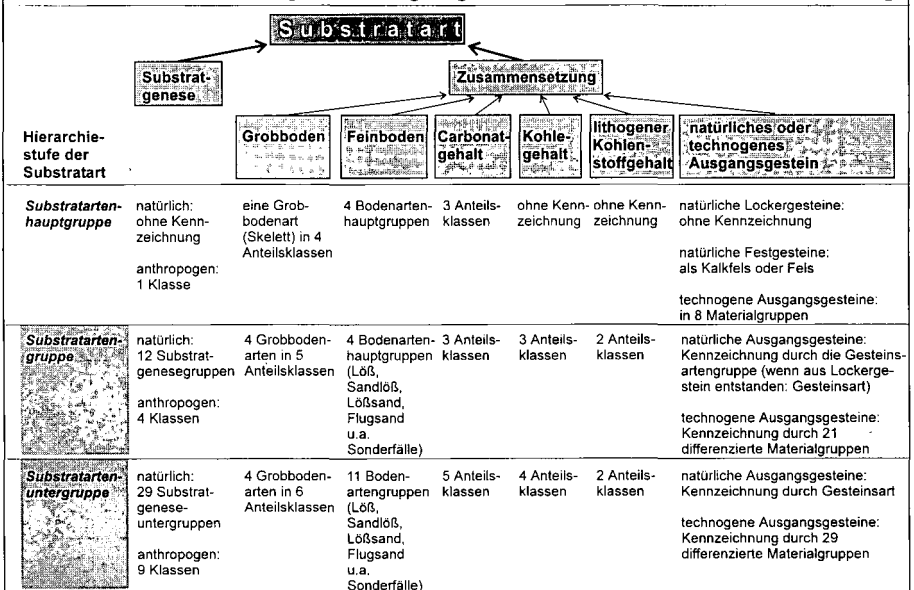 Substratart
Substrat-
genese
Zusammensetzung
Hierarchie-
stufe der
Substratart
Grobboden
Feinboden
Carbonat-
gehalt
Kohle-
gehalt
lithogener
Kohlen-
stoffgehalt
natürliches oder
technogenes
Ausgangsgestein
Substratarten-
hauptgruppe
natürlich:
ohne Kenn-
zeichnung
anthropogen:
1 Klasse
eine Grob-
bodenart
(Skelett) in 4
Anteilsklassen
4 Bodenarten-
hauptgruppen
3 Anteils-
klassen
ohne Kenn-
zeichnung
ohne Kenn-
zeichnung
natürliche Lockergesteine:
ohne Kennzeichnung
natürliche Festgesteine:
als Kalkfels oder Fels
technogene Ausgangsgesteine:
in 8 Materialgruppen
Substratarten-
gruppe
natürlich:
12 Substrat-
genesegruppen
anthropogen:
4 Klassen
4 Grobboden-
arten in 5
Anteilsklassen
4 Bodenarten-
hauptgruppen
(Löß,
Sandlöß,
Lößsand,
Flugsand
u.a.
Sonderfälle)
3 Anteils-
klassen
3 Anteils-
klassen
2 Anteils-
klassen
natürliche Ausgangsgesteine:
Kennzeichnung durch die Gesteins-
artengruppe (wenn aus Lockerge-
stein entstanden: Gesteinsart)
technogene Ausgangsgesteine:
Kennzeichnung durch 21
differenzierte Materialgruppen
Substratarten-
untergruppe
natürlich:
29 Substrat-
genese-
untergruppen
anthropogen:
9 Klassen
4 Grobboden-
arten in 6
Anteilsklassen
11 Boden-
artengruppen
(Löß,
Sandlöß,
Lößsand,
Flugsand
u.a.
Sonderfälle)
5 Anteils-
klassen
4 Anteils-
klassen
2 Anteils-
klassen
natürliche Ausgangsgesteine:
Kennzeichnung durch Gesteinsart
technogene Ausgangsgesteine:
Kennzeichnung durch 29
differenzierte Materialgruppen